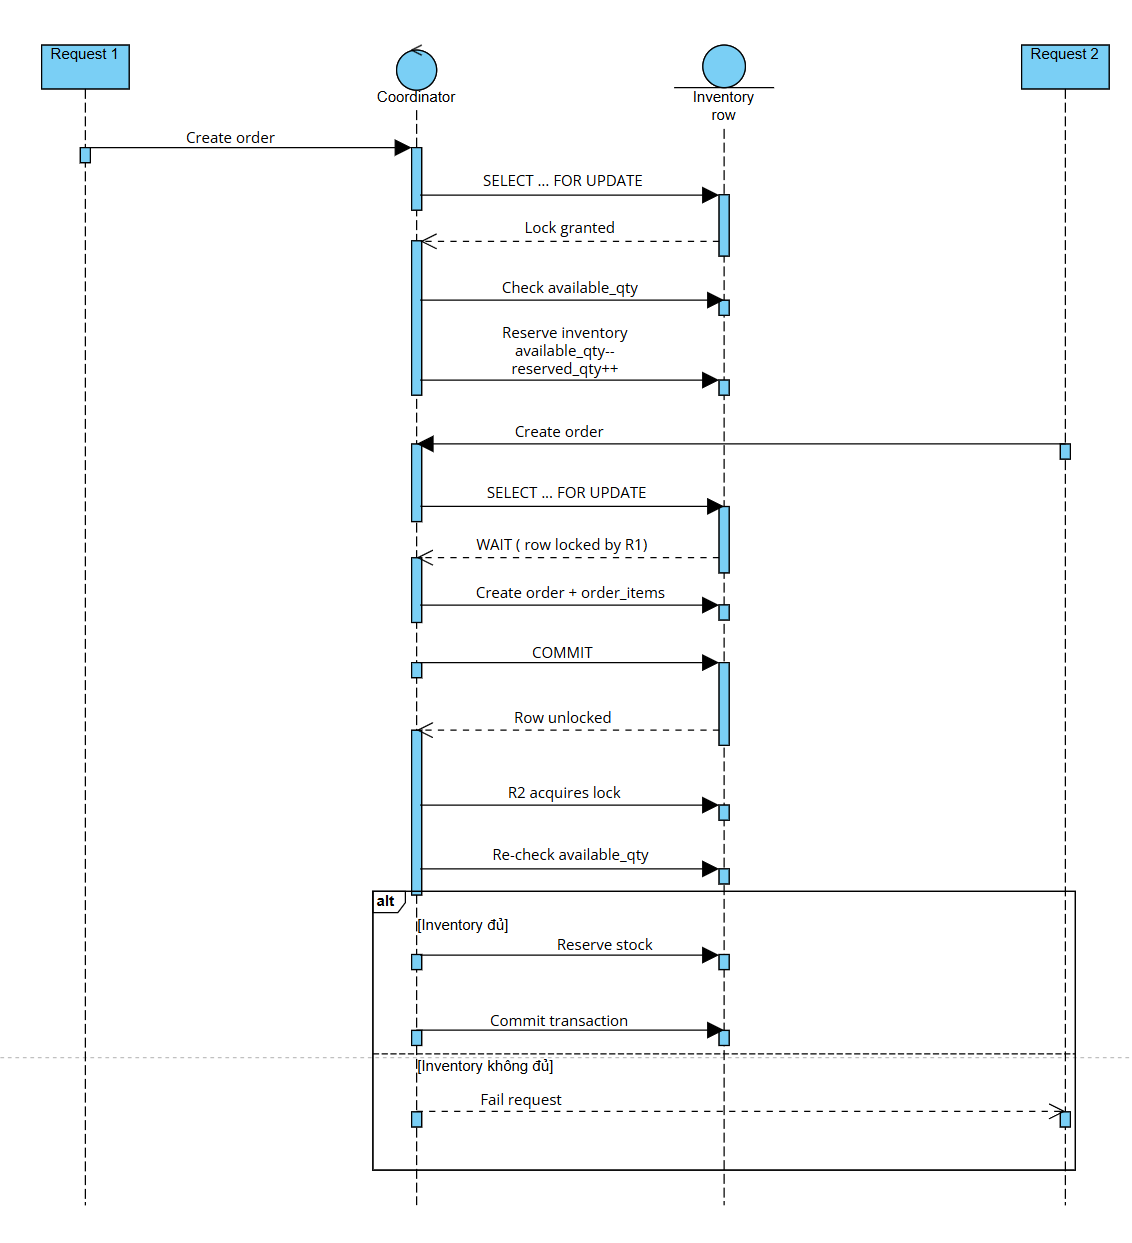 Request 1
Coordinator
Inventory
row
Request 2
Create order
SELECT ... FOR UPDATE
Lock granted
Check available_qty
Reserve inventory
available_qty--
reserved_qty++
Create order
SELECT ... FOR UPDATE
WAIT ( row locked by R1)
Create order + order_items
COMMIT
Row unlocked
R2 acquires lock
Re-check available_qty
alt
[Inventory đủ]
Reserve stock
Commit transaction
[Inventory không đủ]
Fail request